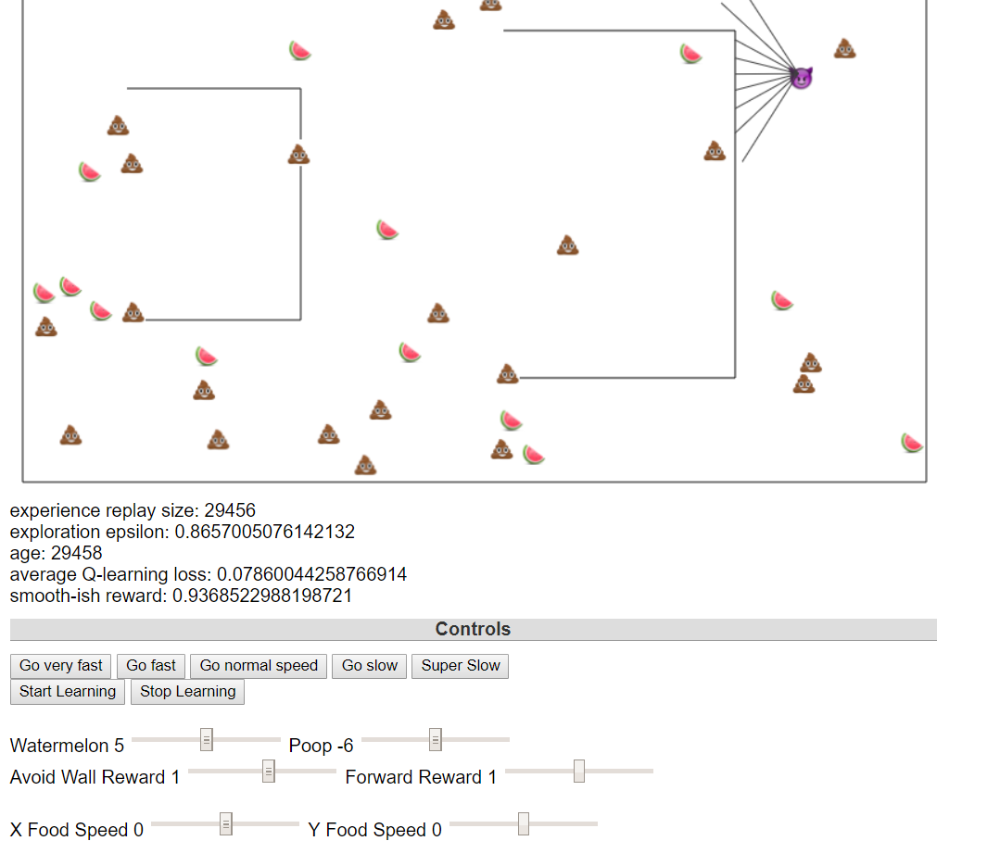 experience replay size: 29456
exploration epsilon: 0.8657005076142132
age: 29458
average Q-learning loss: 0.07860044258766914
smooth-ish reward: 0.9368522988198721
Controls
Go very fast Go fast Go normal speed Go slow Super Slow
Start Learning Stop Learning
Watermelon 5 Poop -6
Avoid Wall Reward 1 Forward Reward 1
X Food Speed 0 Y Food Speed 0